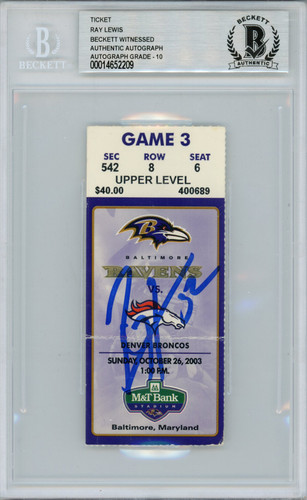 BECKETT
TICKET
RAY LEWIS
BECKETT WITNESSED
AUTHENTIC AUTOGRAPH
AUTOGRAPH GRADE - 10
00014652209
BECKETT
AUTHENTIC
GAME 3
SEC ROW SEAT
542 8 6
UPPER LEVEL
$40.00 400689
BALTIMORE
RAVENS
VS.
DENVER BRONCOS
SUNDAY, OCTOBER 26, 2003
1:00 P.M.
M&T Bank
STADIUM
Baltimore, Maryland